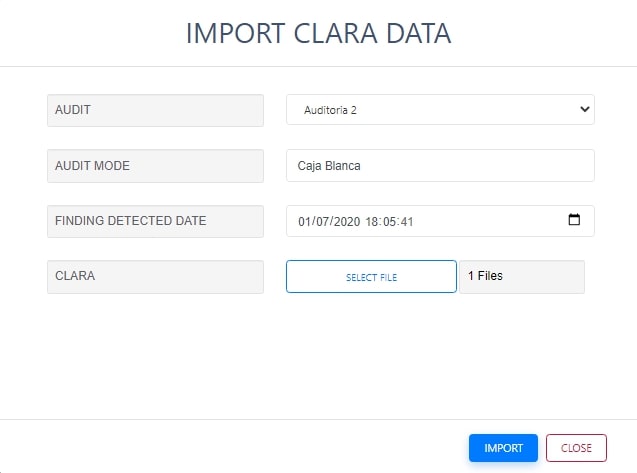 IMPORT CLARA DATA
AUDIT
Auditoría 2
AUDIT MODE
Caja Blanca
FINDING DETECTED DATE
01/07/2020 18:05:41
CLARA
SELECT FILE
1 Files
IMPORT
CLOSE